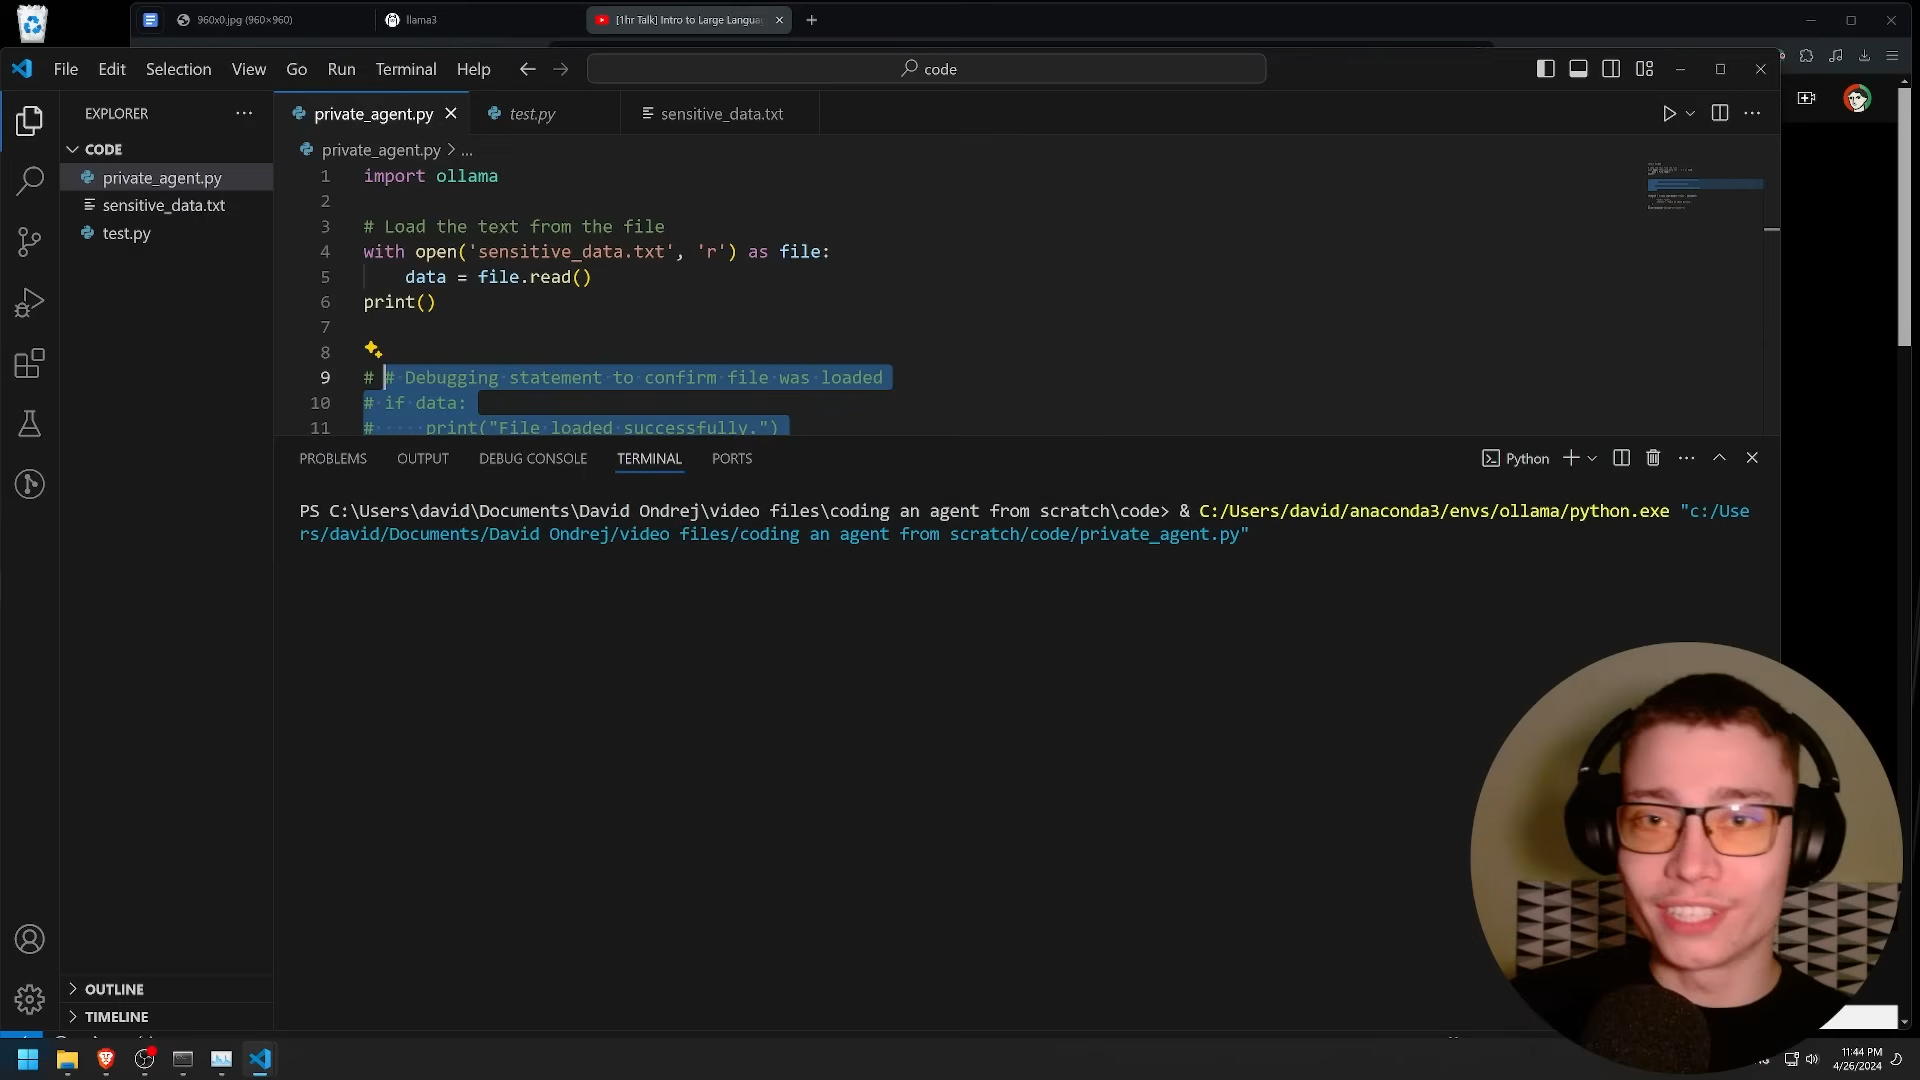 960x0.jpg (960×960)
llama3
[1hr Talk] Intro to Large Langua
File Edit Selection View Go Run Terminal Help
code
EXPLORER
private_agent.py
test.py
sensitive_data.txt
CODE
private_agent.py
sensitive_data.txt
test.py
private_agent.py > ...
1 import ollama
2
3 # Load the text from the file
4 with open('sensitive_data.txt', 'r') as file:
5 data = file.read()
6 print()
7
8
9 # # Debugging statement to confirm file was loaded
10 # if data:
11 # print("File loaded successfully.")
PROBLEMS OUTPUT DEBUG CONSOLE TERMINAL PORTS
Python
PS C:\Users\david\Documents\David Ondrej\video files\coding an agent from scratch\code> & C:/Users/david/anaconda3/envs/ollama/python.exe "c:/Use
rs/david/Documents/David Ondrej/video files/coding an agent from scratch/code/private_agent.py"
OUTLINE
TIMELINE
11:44 PM
4/26/2024